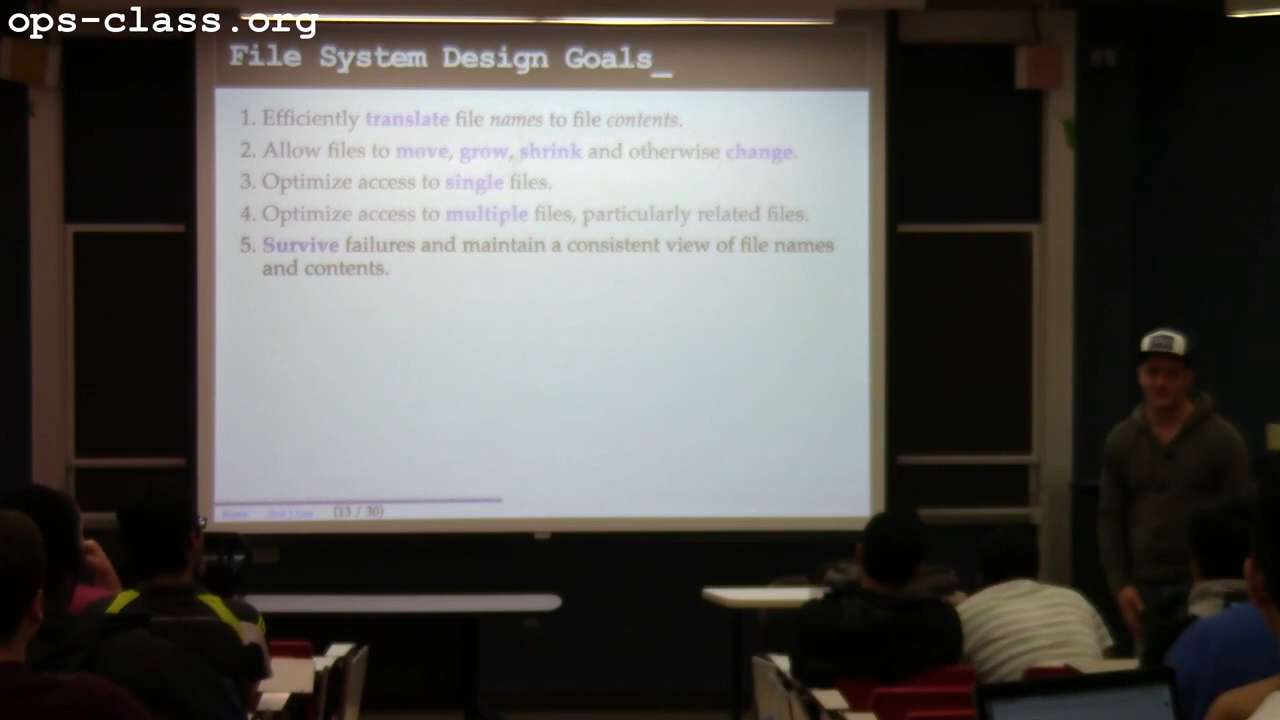 ops-class.org
File System Design Goals_
1. Efficiently translate file names to file contents.
2. Allow files to move, grow, shrink and otherwise change.
3. Optimize access to single files.
4. Optimize access to multiple files, particularly related files.
5. Survive failures and maintain a consistent view of file names
and contents.
(13 / 30)